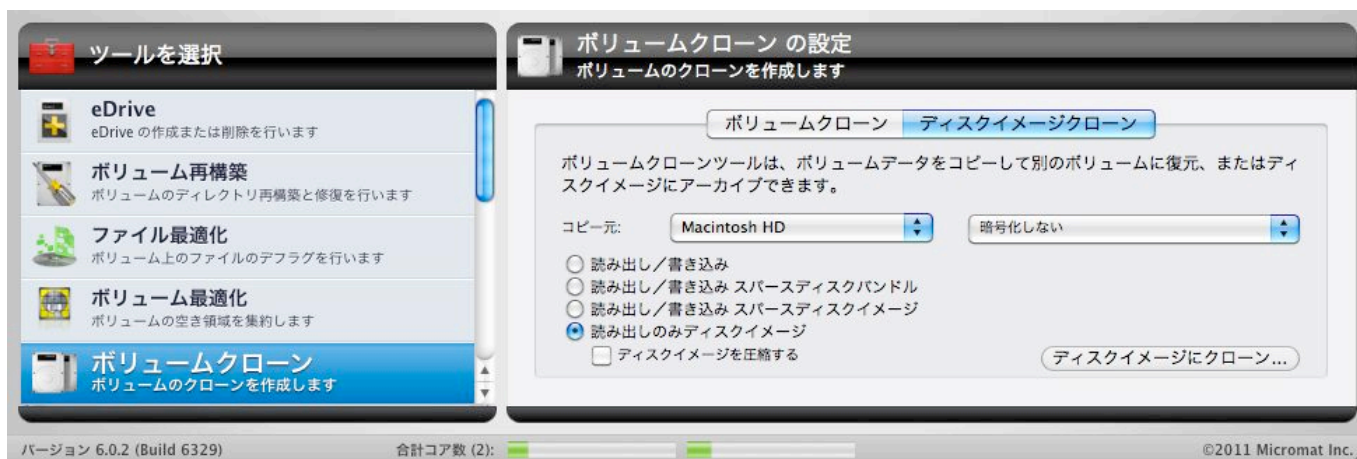 ツールを選択
eDrive
eDrive の作成または削除を行います
ボリューム再構築
ボリュームのディレクトリ再構築と修復を行います
ファイル最適化
ボリューム上のファイルのデフラグを行います
ボリューム最適化
ボリュームの空き領域を集約します
ボリュームクローン
ボリュームのクローンを作成します
ボリュームクローン の設定
ボリュームのクローンを作成します
ボリュームクローン
ディスクイメージクローン
ボリュームクローンツールは、ボリュームデータをコピーして別のボリュームに復元、またはディ
スクイメージにアーカイブできます。
コピー元:
Macintosh HD
暗号化しない
読み出し／書き込み
読み出し／書き込み スパースディスクバンドル
読み出し／書き込み スパースディスクイメージ
読み出しのみディスクイメージ
ディスクイメージを圧縮する
ディスクイメージにクローン...
バージョン 6.0.2 (Build 6329)
合計コア数 (2):
©2011 Micromat Inc.